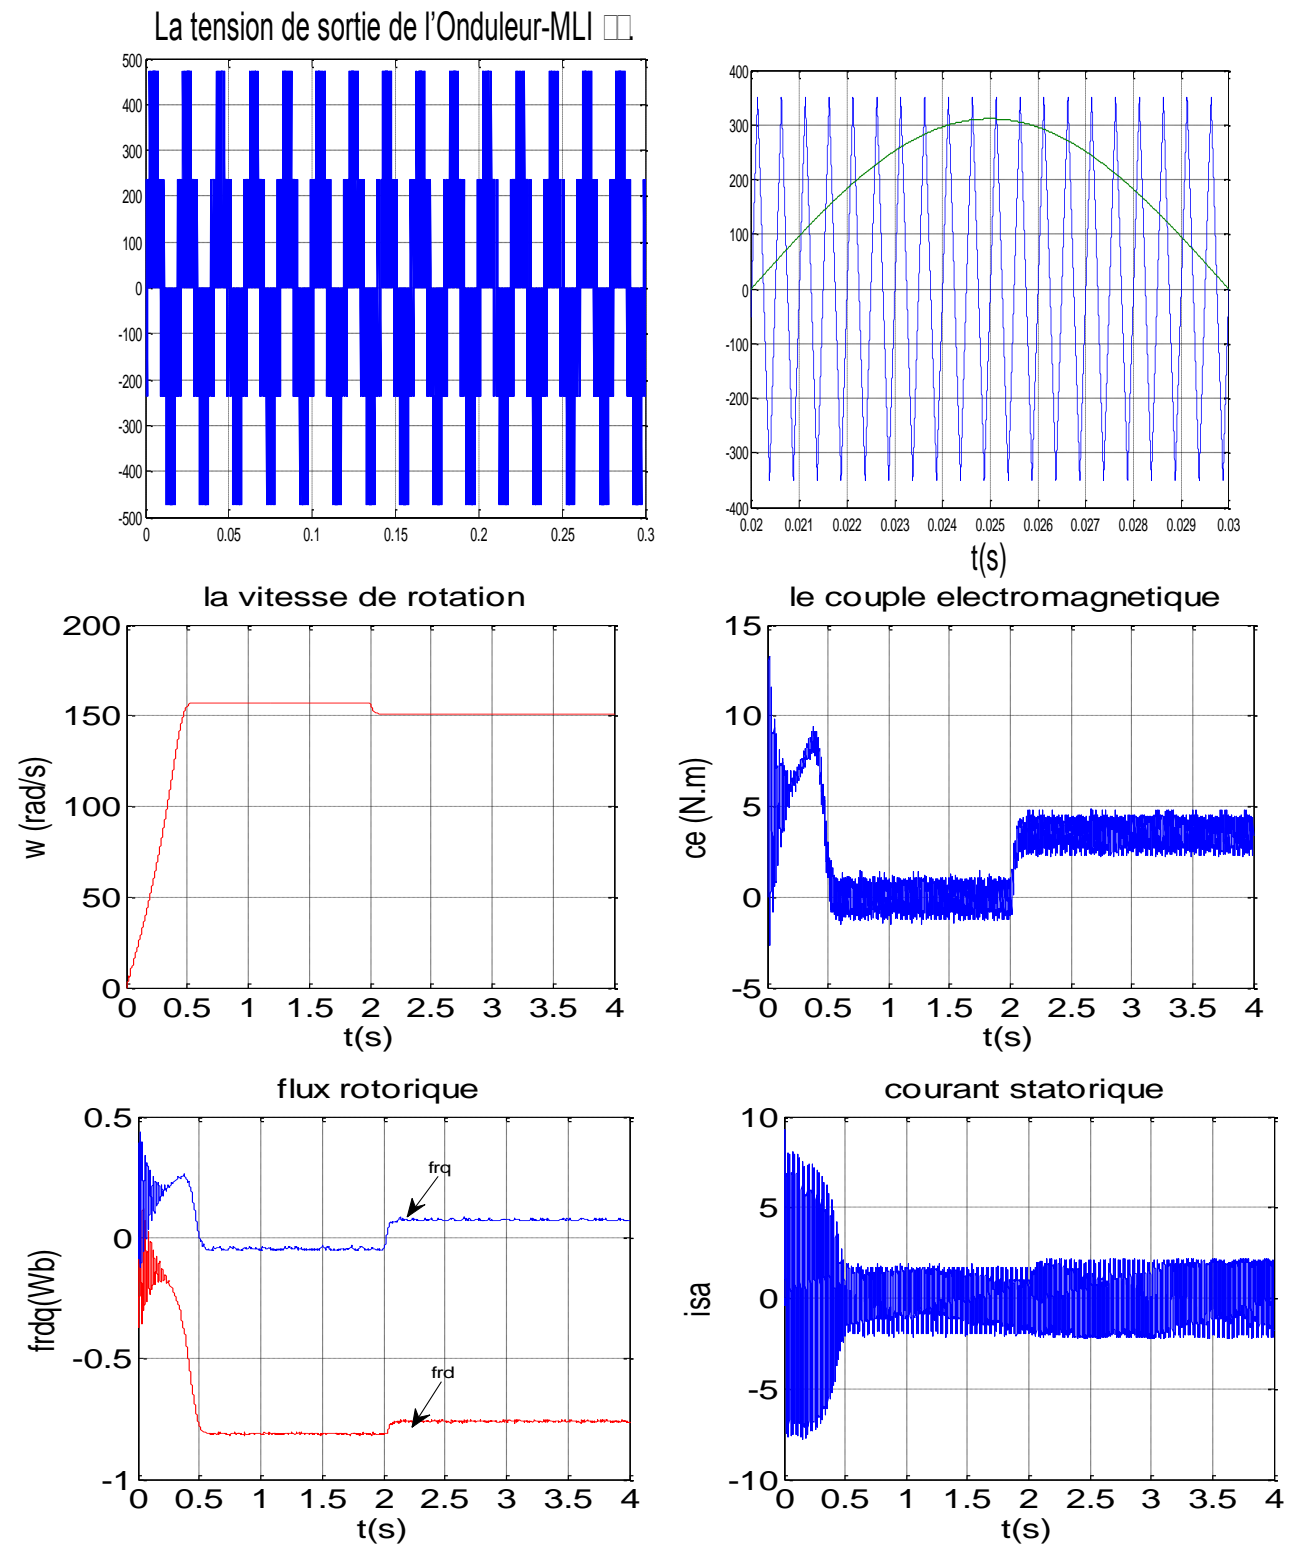 La tension de sortie de l'Onduleur-MLI □□.
500
400
300
200
100
0
-100
-200
-300
-400
-500
0 0.05 0.1 0.15 0.2 0.25 0.3
400
300
200
100
0
-100
-200
-300
-400
0.02 0.021 0.022 0.023 0.024 0.025 0.026 0.027 0.028 0.029 0.03
t(s)
la vitesse de rotation
200
150
100
50
0
w (rad/s)
0 0.5 1 1.5 2 2.5 3 3.5 4
t(s)
le couple electromagnetique
15
10
5
0
-5
ce (N.m)
0 0.5 1 1.5 2 2.5 3 3.5 4
t(s)
flux rotorique
0.5
0
-0.5
-1
frdq(Wb)
frq
frd
0 0.5 1 1.5 2 2.5 3 3.5 4
t(s)
courant statorique
10
5
0
-5
-10
isa
0 0.5 1 1.5 2 2.5 3 3.5 4
t(s)